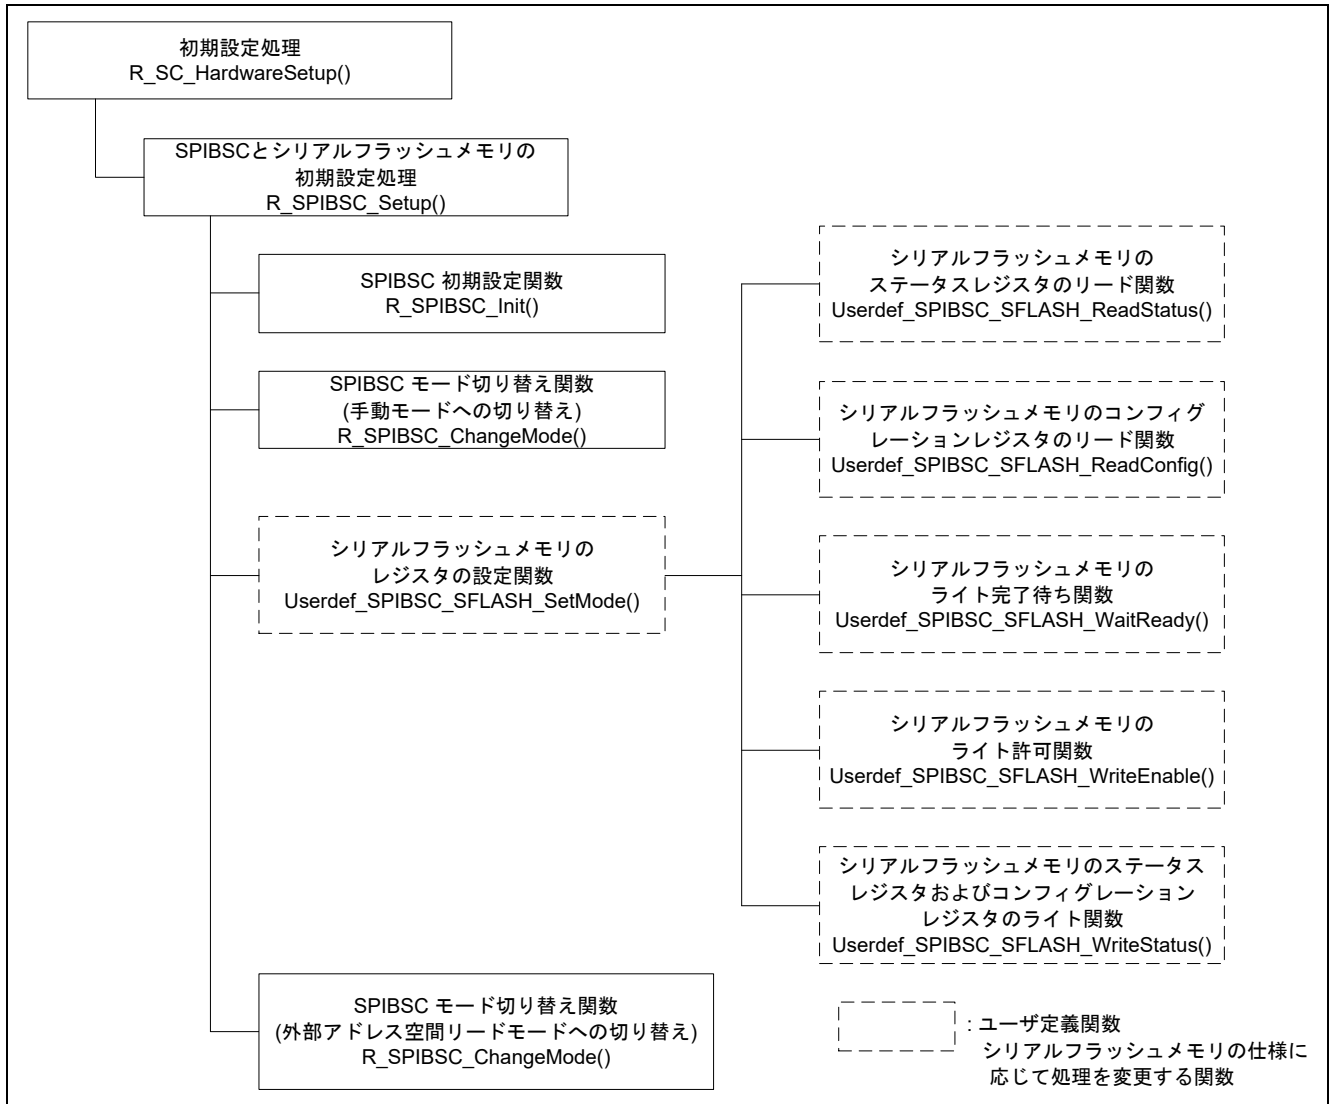 初期設定処理
R_SC_HardwareSetup()
SPIBSCとシリアルフラッシュメモリの
初期設定処理
R_SPIBSC_Setup()
SPIBSC 初期設定関数
R_SPIBSC_Init()
SPIBSC モード切り替え関数
(手動モードへの切り替え)
R_SPIBSC_ChangeMode()
シリアルフラッシュメモリの
レジスタの設定関数
Userdef_SPIBSC_SFLASH_SetMode()
シリアルフラッシュメモリの
ステータスレジスタのリード関数
Userdef_SPIBSC_SFLASH_ReadStatus()
シリアルフラッシュメモリのコンフィグ
レーションレジスタのリード関数
Userdef_SPIBSC_SFLASH_ReadConfig()
シリアルフラッシュメモリの
ライト完了待ち関数
Userdef_SPIBSC_SFLASH_WaitReady()
シリアルフラッシュメモリの
ライト許可関数
Userdef_SPIBSC_SFLASH_WriteEnable()
シリアルフラッシュメモリのステータス
レジスタおよびコンフィグレーション
レジスタのライト関数
Userdef_SPIBSC_SFLASH_WriteStatus()
SPIBSC モード切り替え関数
(外部アドレス空間リードモードへの切り替え)
R_SPIBSC_ChangeMode()
: ユーザ定義関数
シリアルフラッシュメモリの仕様に
応じて処理を変更する関数